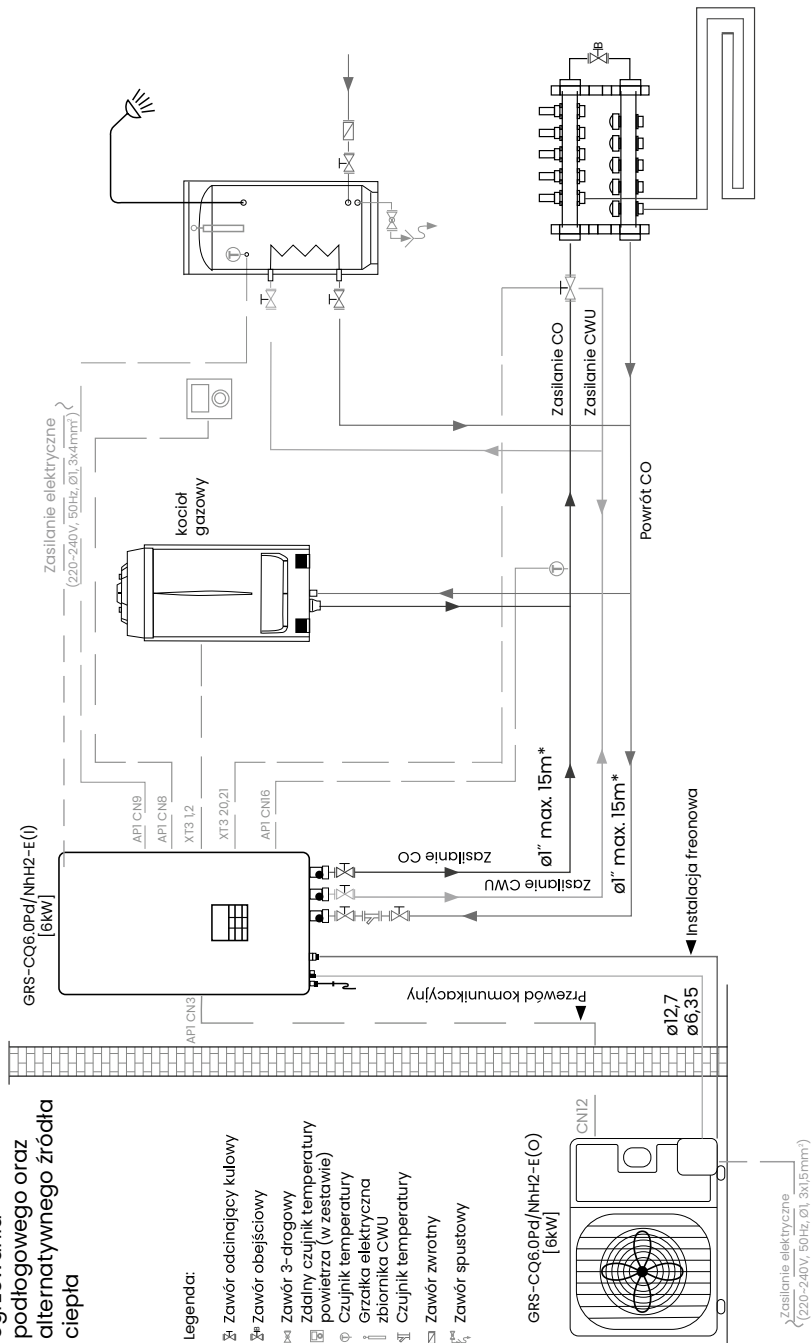 podłogowego oraz
alternatywnego źródła
ciepła
Legenda:
Zawór odcinający kulowy
Zawór obejściowy
Zawór 3-drogowy
Zdalny czujnik temperatury
powietrza (w zestawie)
Czujnik temperatury
Grzałka elektryczna
zbiornika CWU
Czujnik temperatury
Zawór zwrotny
Zawór spustowy
GRS-CQ6.0Pd/NhH2-E(O)
[6kW]
CN12
Zasilanie elektryczne
(220-240V, 50Hz, Ø1, 3x1,5mm²)
GRS-CQ6.0Pd/NhH2-E(I)
[6kW]
API CN3
Przewód komunikacyjny
ø12,7
ø6,35
Instalacja freonowa
API CN9
API CN8
XT3 1,2
XT3 20,21
API CN16
Zasilanie CO
Zasilanie CWU
ø1" max. 15m*
ø1" max. 15m*
Zasilanie elektryczne
(220-240V, 50Hz, Ø1, 3x4mm²)
kocioł
gazowy
T
T
B
Zasilanie CO
Zasilanie CWU
Powrót CO